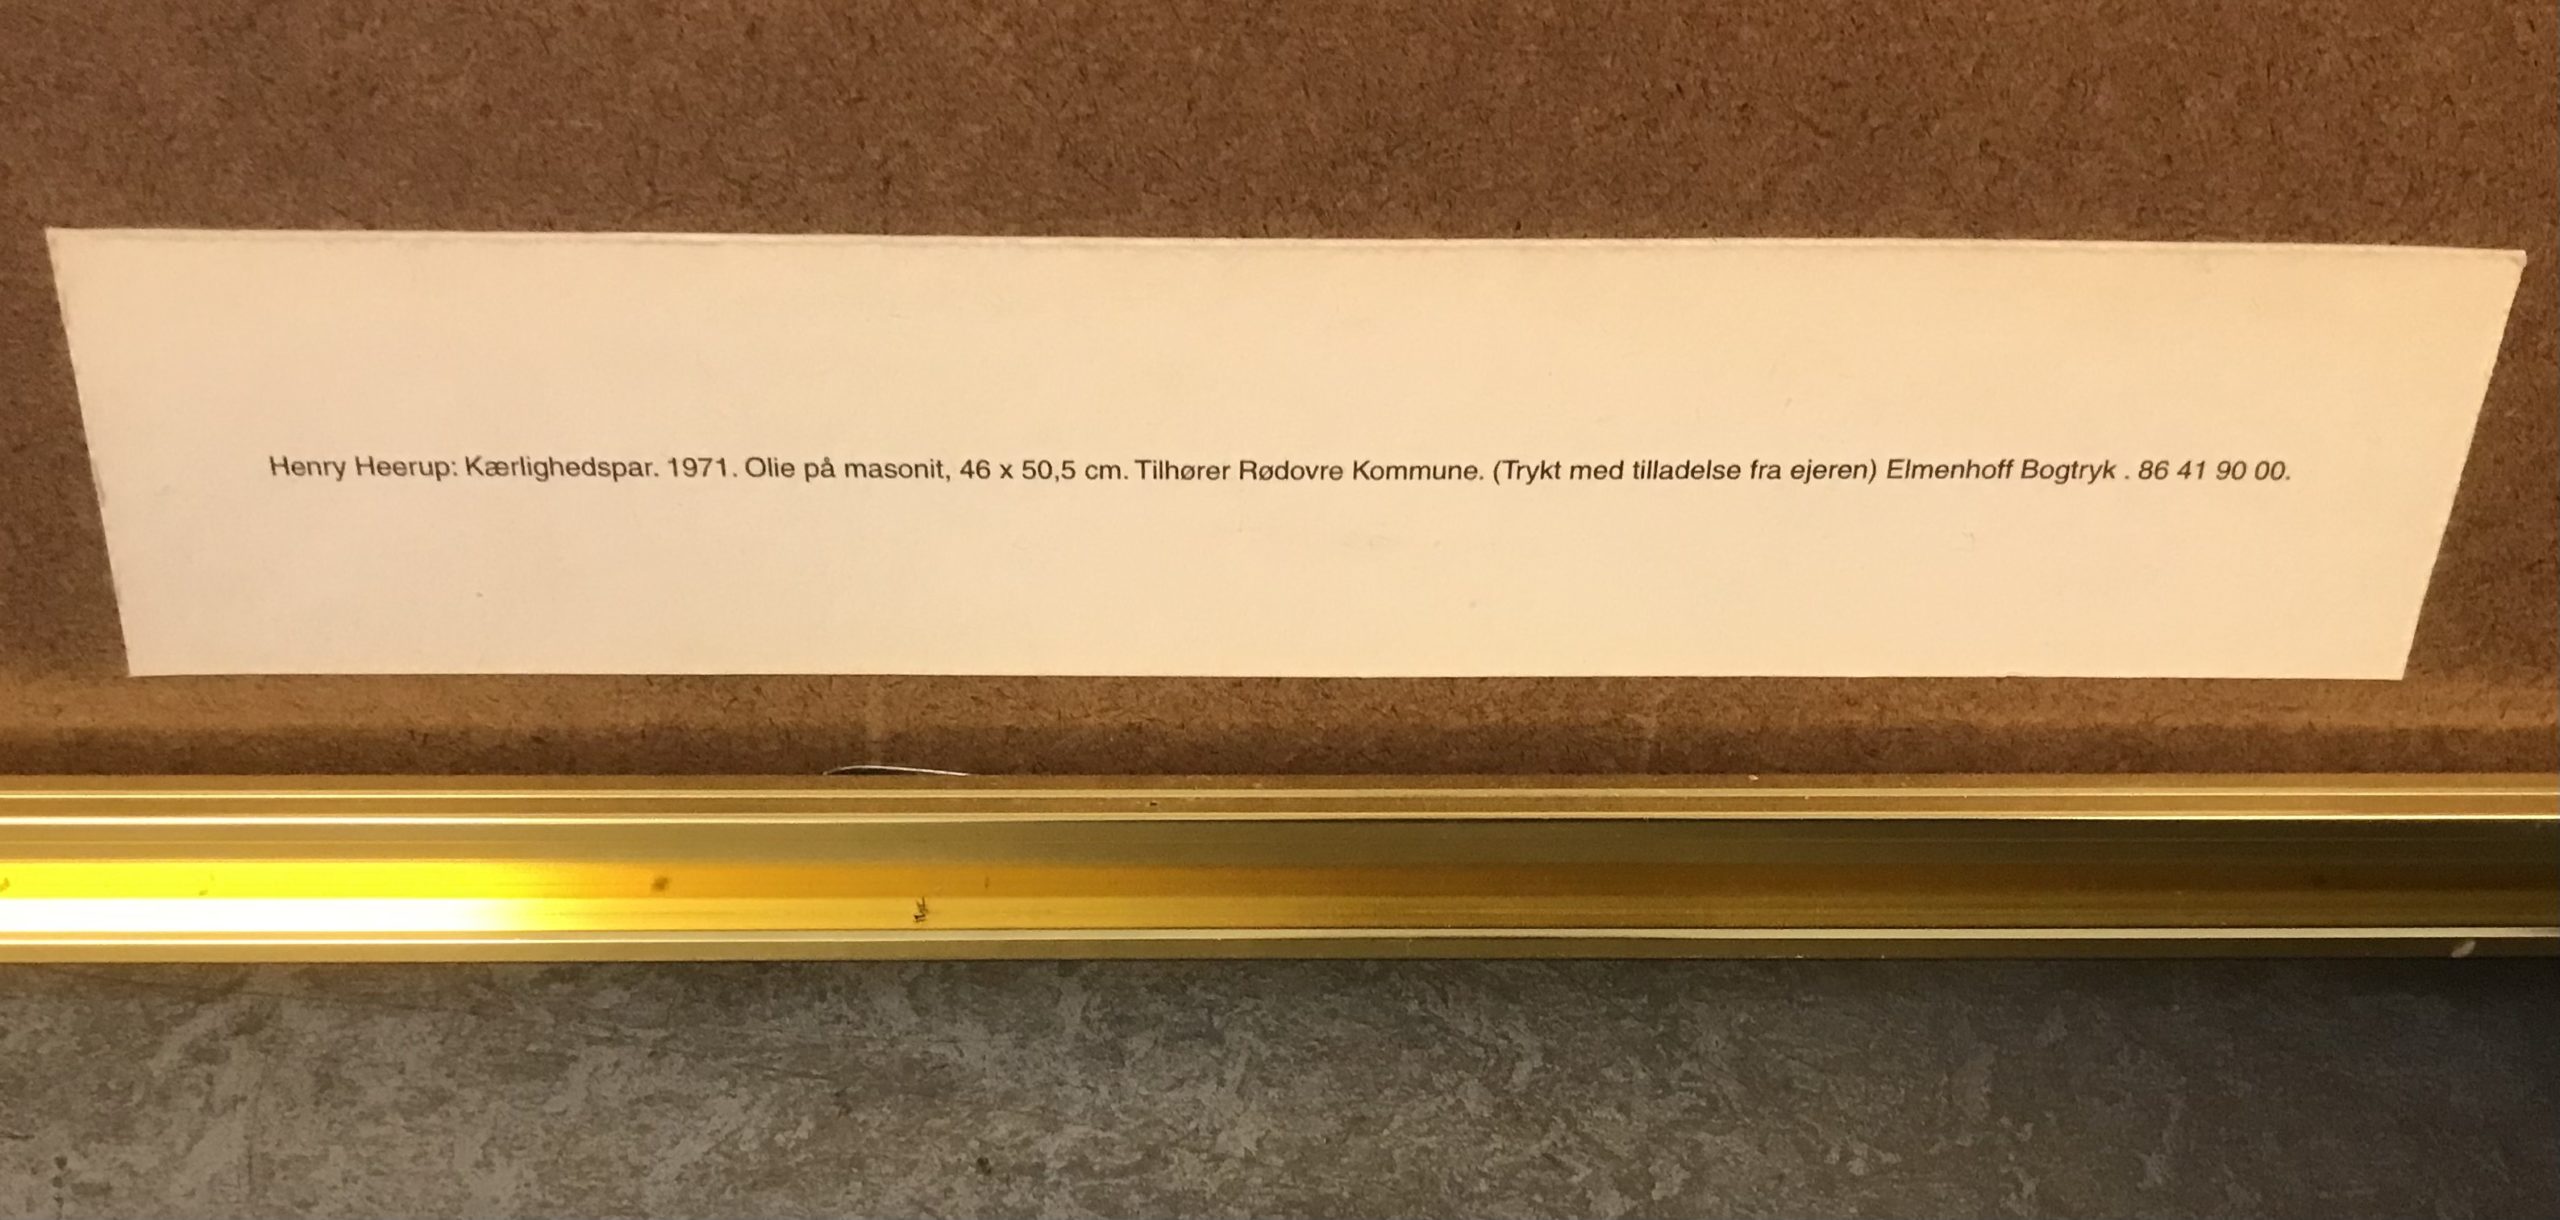 Henry Heerup: Kærlighedspar. 1971. Olie på masonit, 46 x 50,5 cm. Tilhører Rødovre Kommune. (Trykt med tilladelse fra ejeren) Elmenhoff Bogtryk . 86 41 90 00.